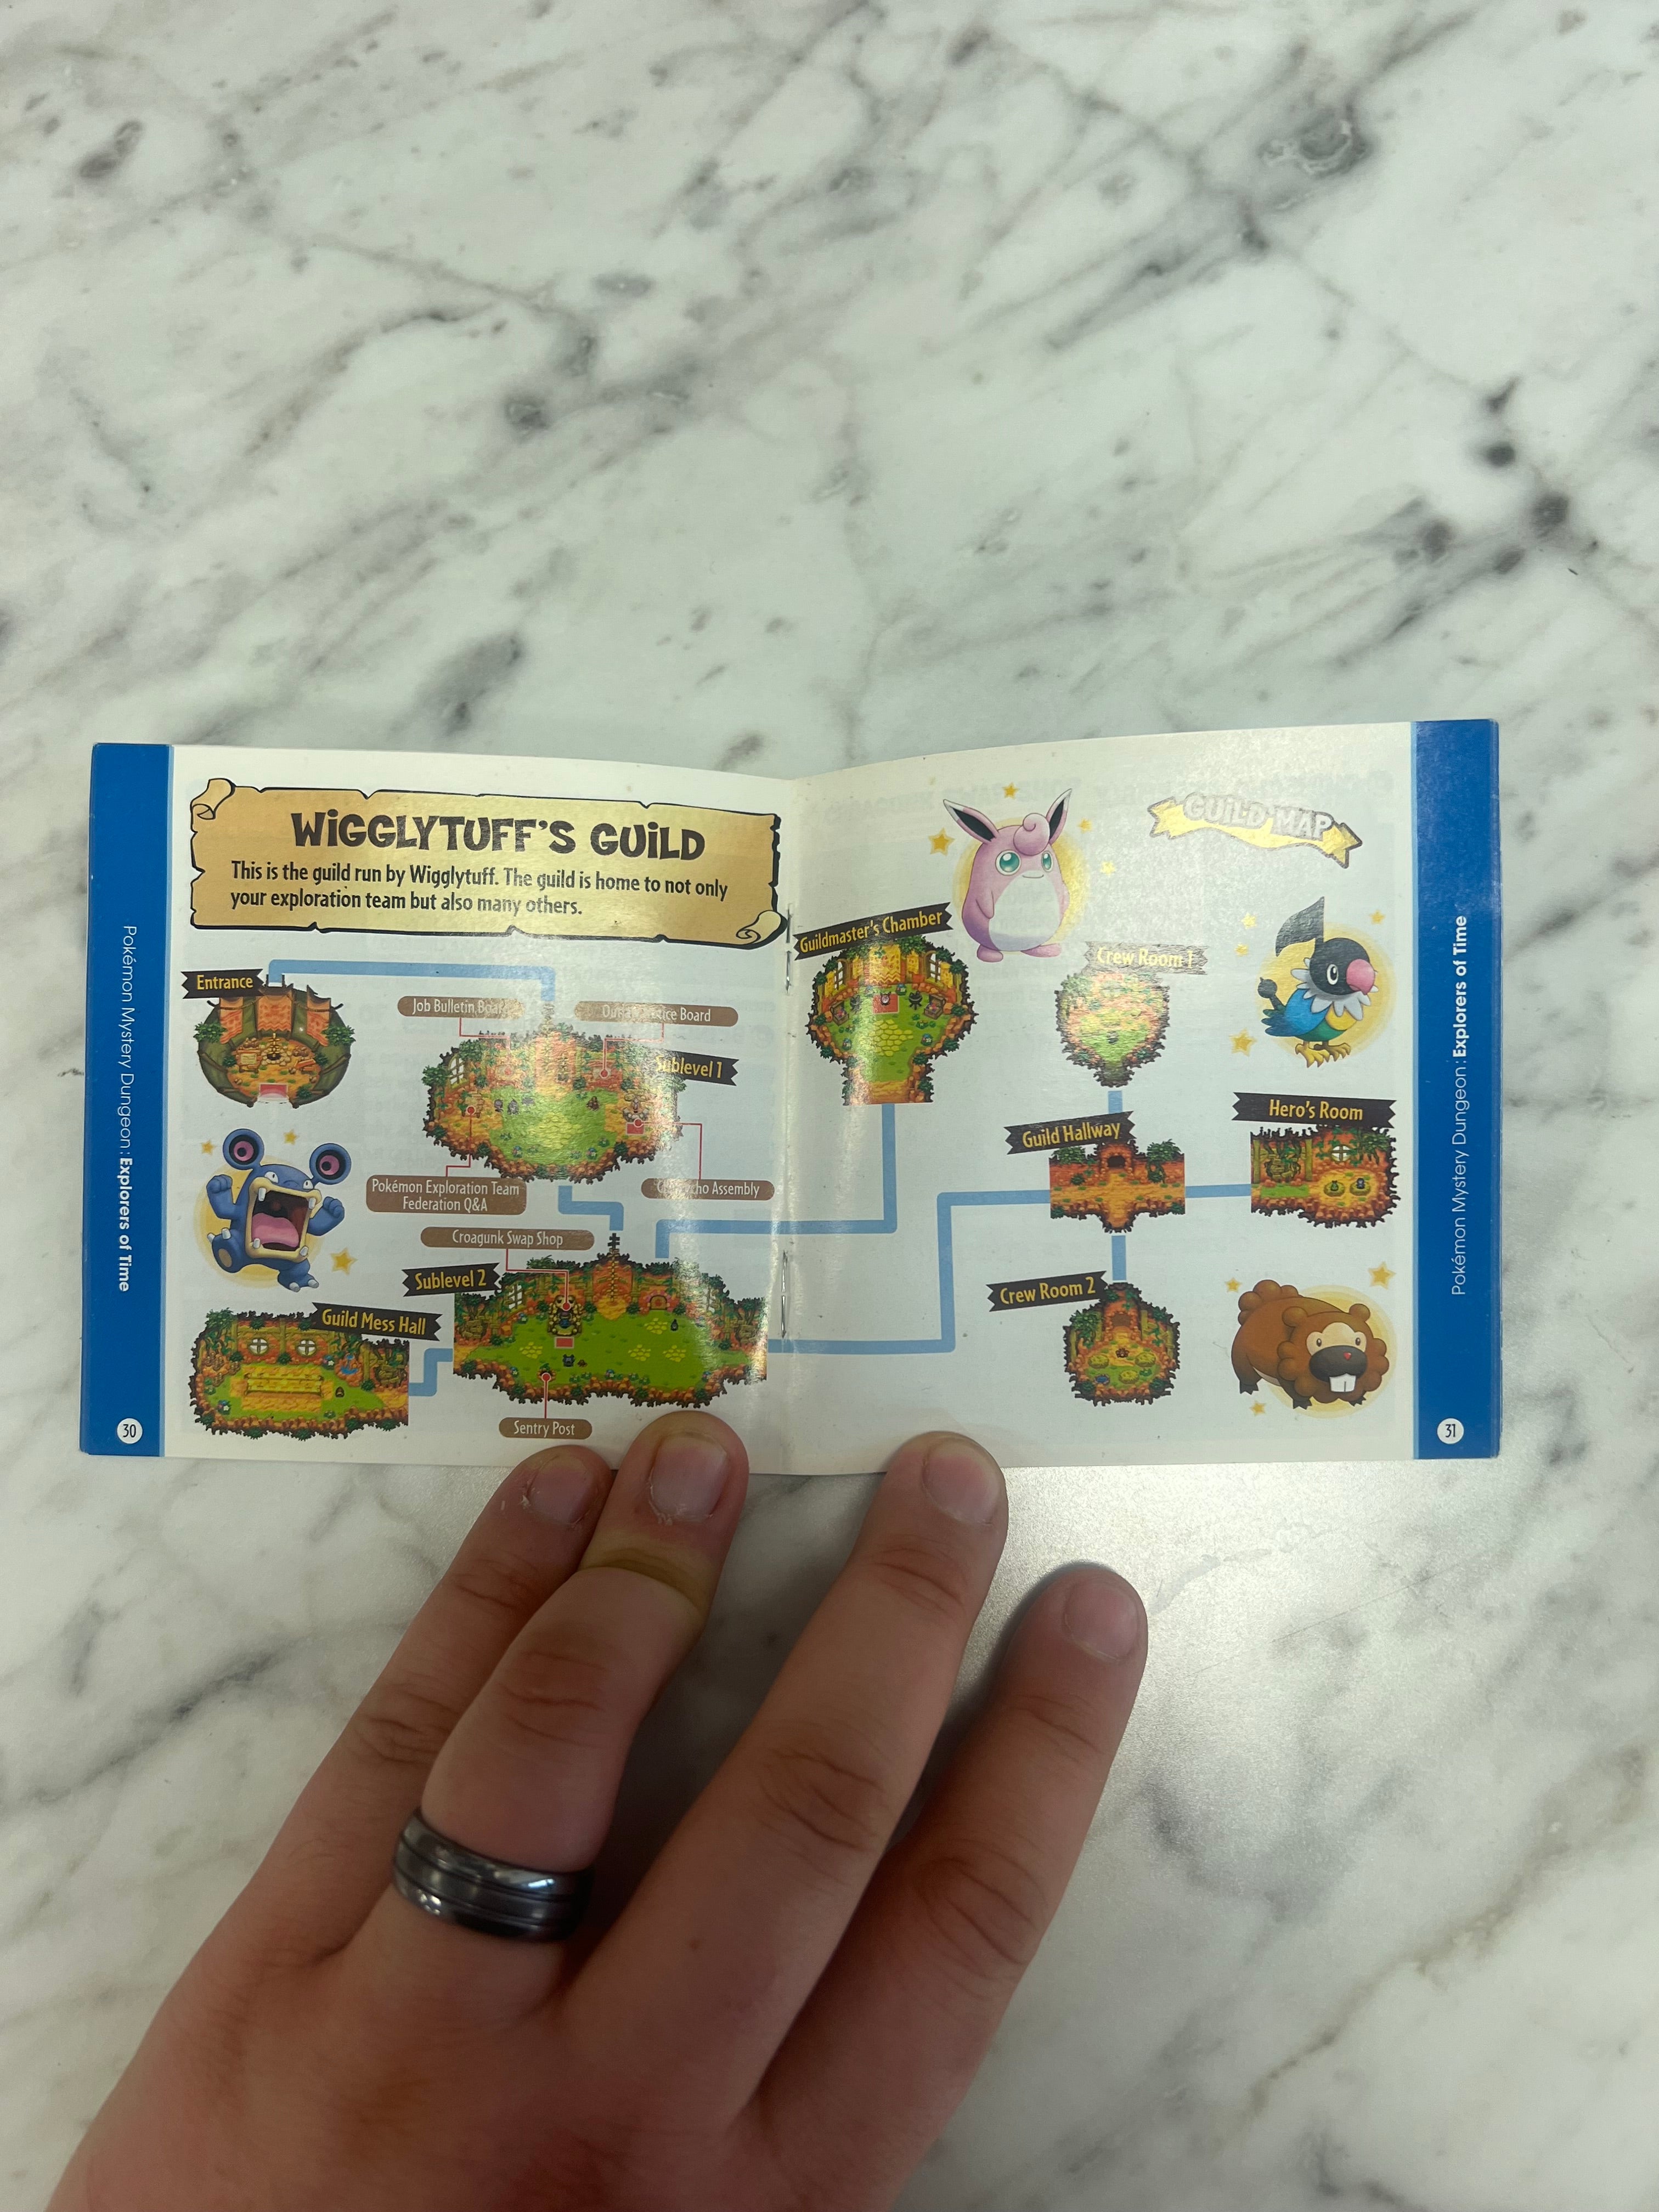 WiGGLYTUFF'S GUiLD
This is the guild run by Wigglytuff. The guild is home to not only
your exploration team but also many others.
Entrance
Job Bulletin Board
Notice Board
Sublevel 1
Pokémon Exploration Team
Federation Q&A
Assembly
Croagunk Swap Shop
Sublevel 2
Guild Mess Hall
Sentry Post
Pokémon Mystery Dungeon: Explorers of Time
30
GUILD MAP
Guildmaster's Chamber
Crew Room 1
Guild Hallway
Hero's Room
Crew Room 2
Pokémon Mystery Dungeon: Explorers of Time
31